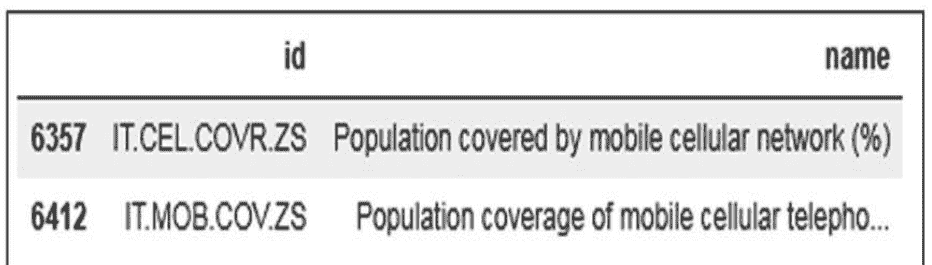 id name
6357 IT.CEL.COVR.ZS Population covered by mobile cellular network (%)
6412 IT.MOB.COV.ZS Population coverage of mobile cellular telepho...